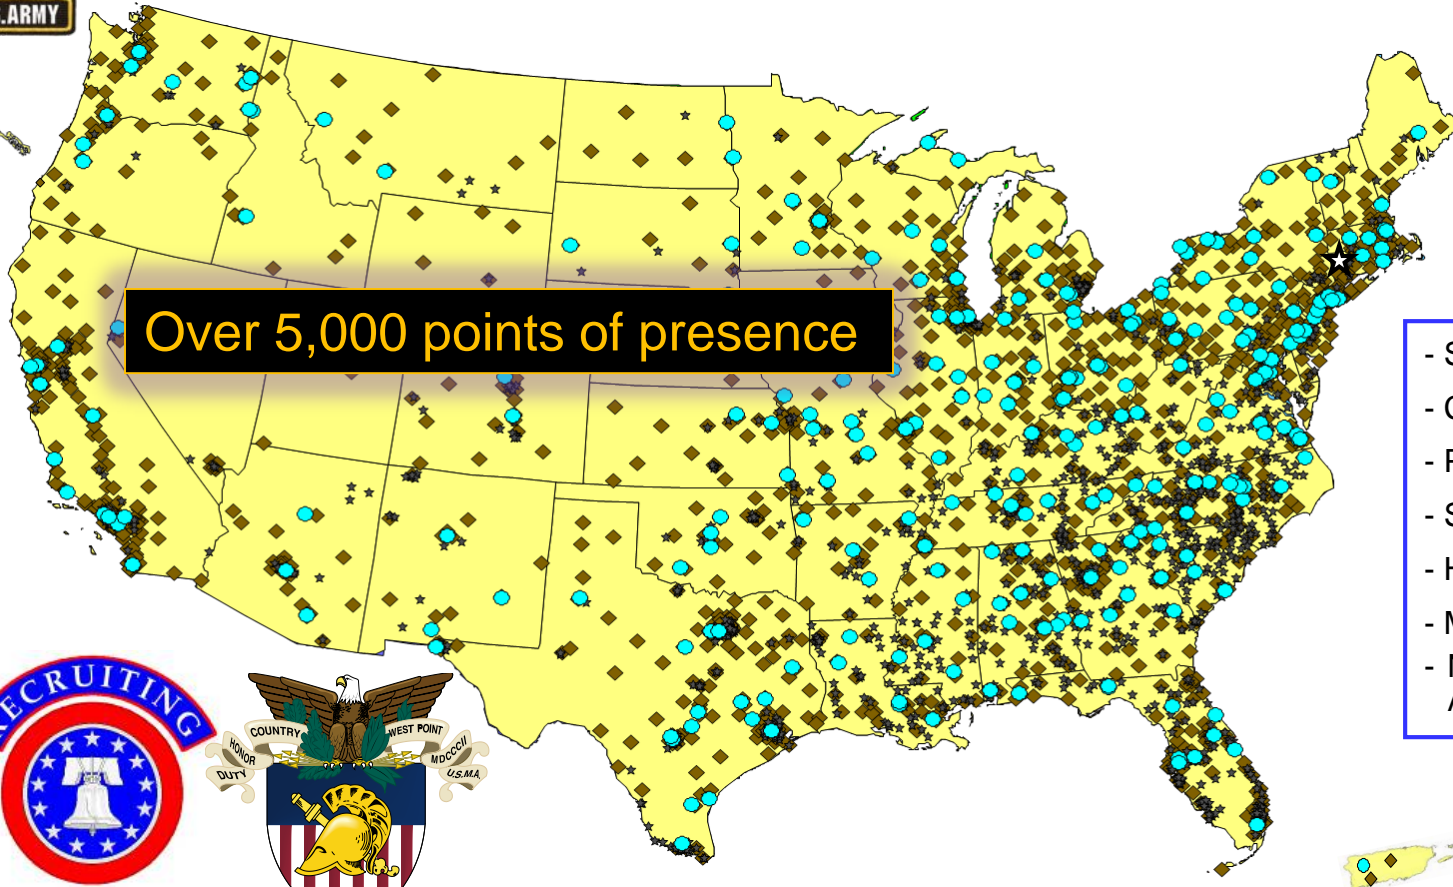 .ARMY
Over 5,000 points of presence
- S
- C
- P
- S
- H
- M
-
RECRUITING
DUTY
HONOR
COUNTRY
WEST POINT
MDCCCII
U.S.M.A.